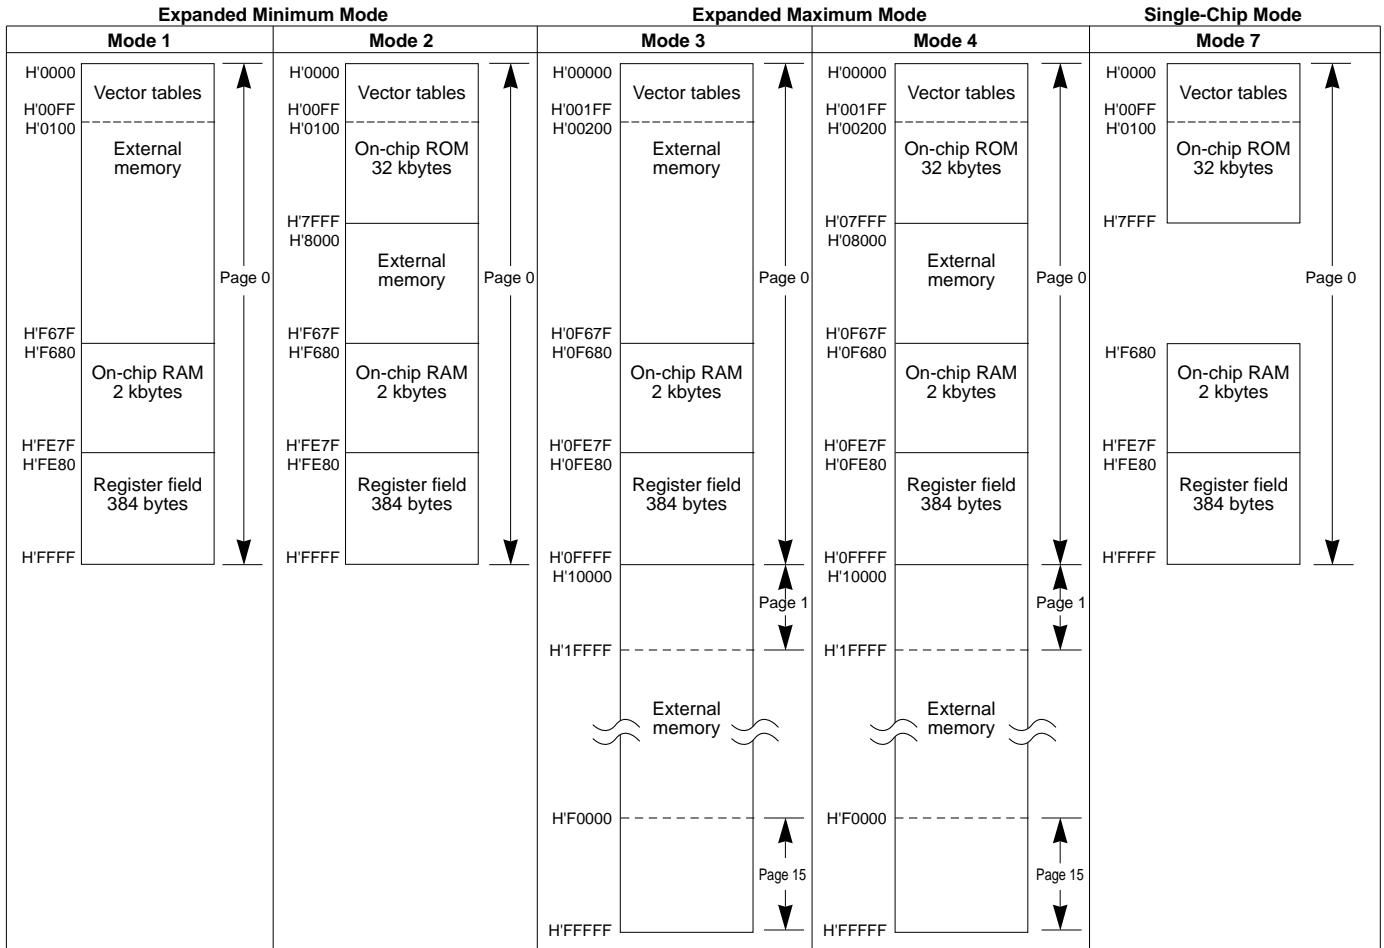 Expanded Minimum Mode
Expanded Maximum Mode
Single-Chip Mode
Mode 1
Mode 2
Mode 3
Mode 4
Mode 7
H'0000
Vector tables
H'00FF
H'0100
External
memory
Page 0
H'F67F
H'F680
On-chip RAM
2 kbytes
H'FE7F
H'FE80
Register field
384 bytes
H'FFFF
H'0000
Vector tables
H'00FF
H'0100
On-chip ROM
32 kbytes
H'7FFF
H'8000
External
memory
Page 0
H'F67F
H'F680
On-chip RAM
2 kbytes
H'FE7F
H'FE80
Register field
384 bytes
H'FFFF
H'00000
Vector tables
H'001FF
H'00200
External
memory
Page 0
H'0F67F
H'0F680
On-chip RAM
2 kbytes
H'0FE7F
H'0FE80
Register field
384 bytes
H'0FFFF
H'10000
Page 1
H'1FFFF
External
memory
H'F0000
Page 15
H'FFFFF
H'00000
Vector tables
H'001FF
H'00200
On-chip ROM
32 kbytes
H'07FFF
H'08000
External
memory
Page 0
H'0F67F
H'0F680
On-chip RAM
2 kbytes
H'0FE7F
H'0FE80
Register field
384 bytes
H'0FFFF
H'10000
Page 1
H'1FFFF
External
memory
H'F0000
Page 15
H'FFFFF
H'0000
Vector tables
H'00FF
H'0100
On-chip ROM
32 kbytes
H'7FFF
Page 0
H'F680
On-chip RAM
2 kbytes
H'FE7F
H'FE80
Register field
384 bytes
H'FFFF